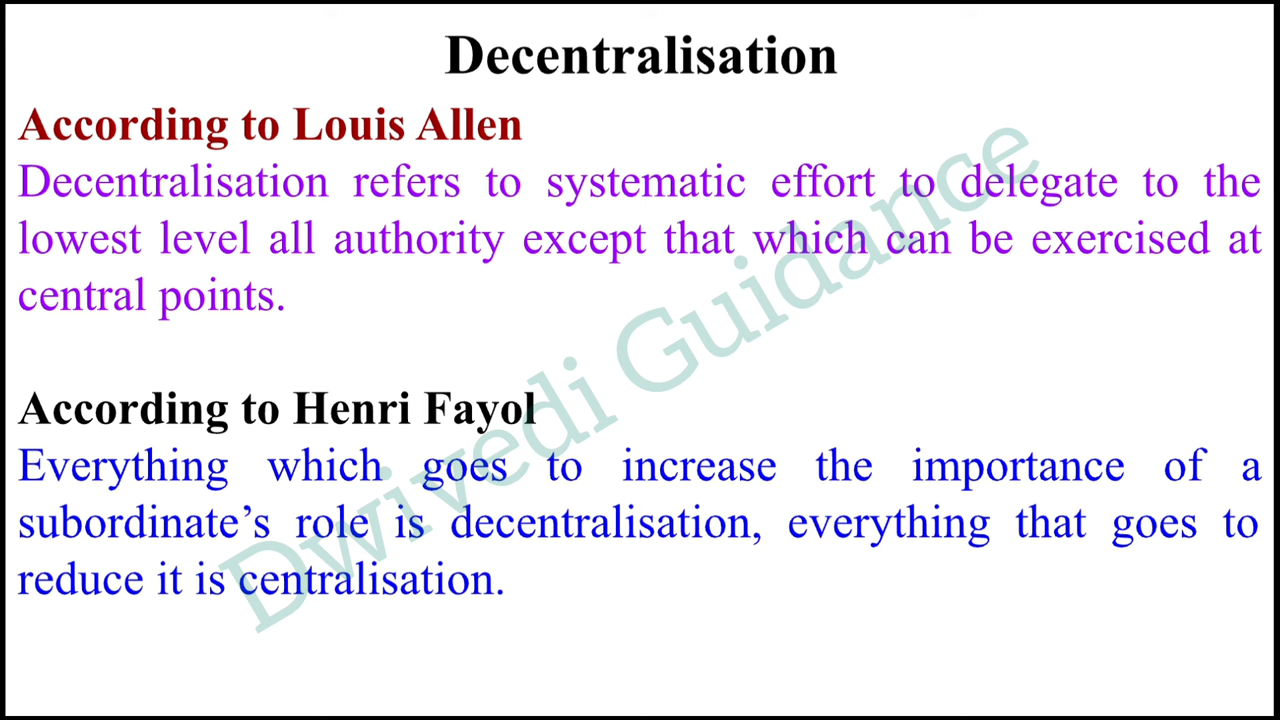 Decentralisation
According to Louis Allen
Decentralisation refers to systematic effort to delegate to the
lowest level all authority except that which can be exercised at
central points.
According to Henri Fayol
Everything which goes to increase the importance of a
subordinate’s role is decentralisation, everything that goes to
reduce it is centralisation.
Dwivedi Guidance